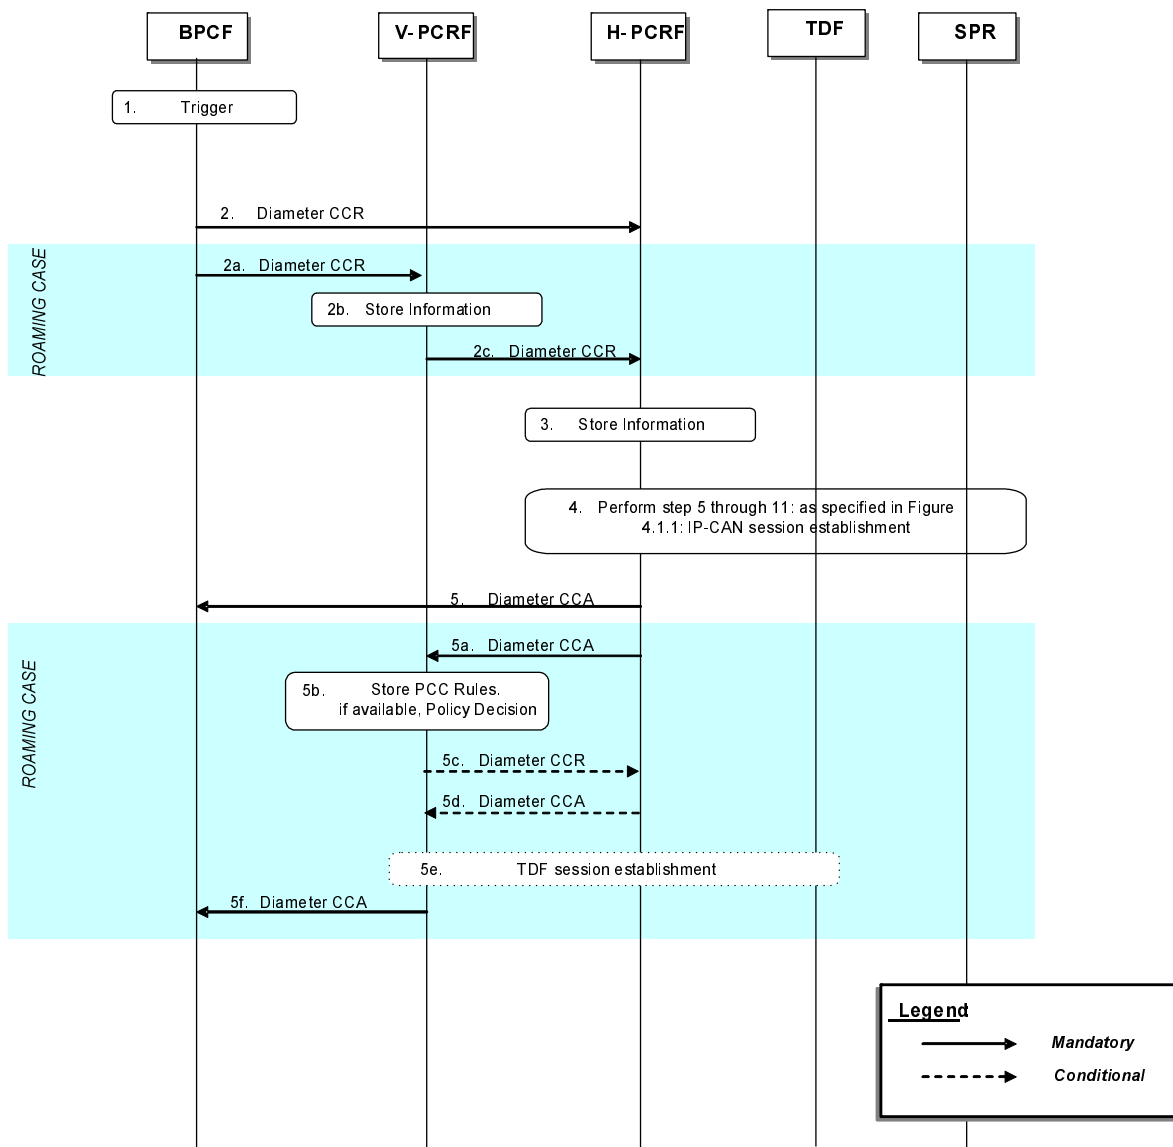 BPCF
V- PCRF
H- PCRF
TDF
SPR
1. Trigger
2. Diameter CCR
ROAMING CASE
2a. Diameter CCR
2b. Store Information
2c. Diameter CCR
3. Store Information
4. Perform step 5 through 11: as specified in Figure
4.1.1: IP-CAN session establishment
5. Diameter CCA
ROAMING CASE
5a. Diameter CCA
5b. Store PCC Rules.
if available, Policy Decision
5c. Diameter CCR
5d. Diameter CCA
5e. TDF session establishment
5f. Diameter CCA
Legend
Mandatory
Conditional